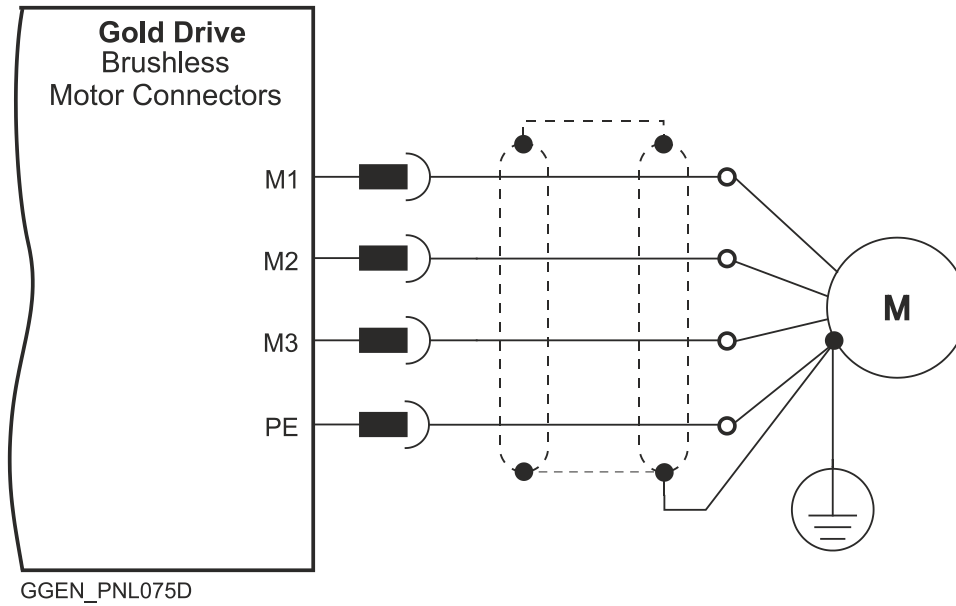 Gold Drive
Brushless
Motor Connectors
M1
M2
M3
PE
M
GGEN_PNL075D